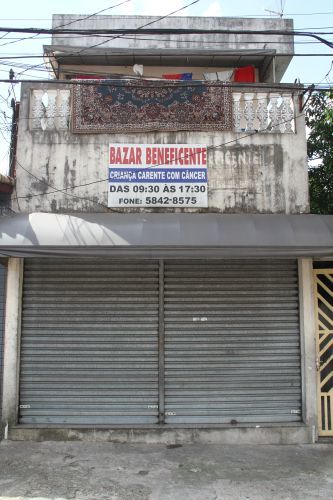 BAZAR BENEFICENTE
CRIANÇA CARENTE COM CÂNCER
DAS 09:30 ÀS 17:30
FONE: 5842-8575